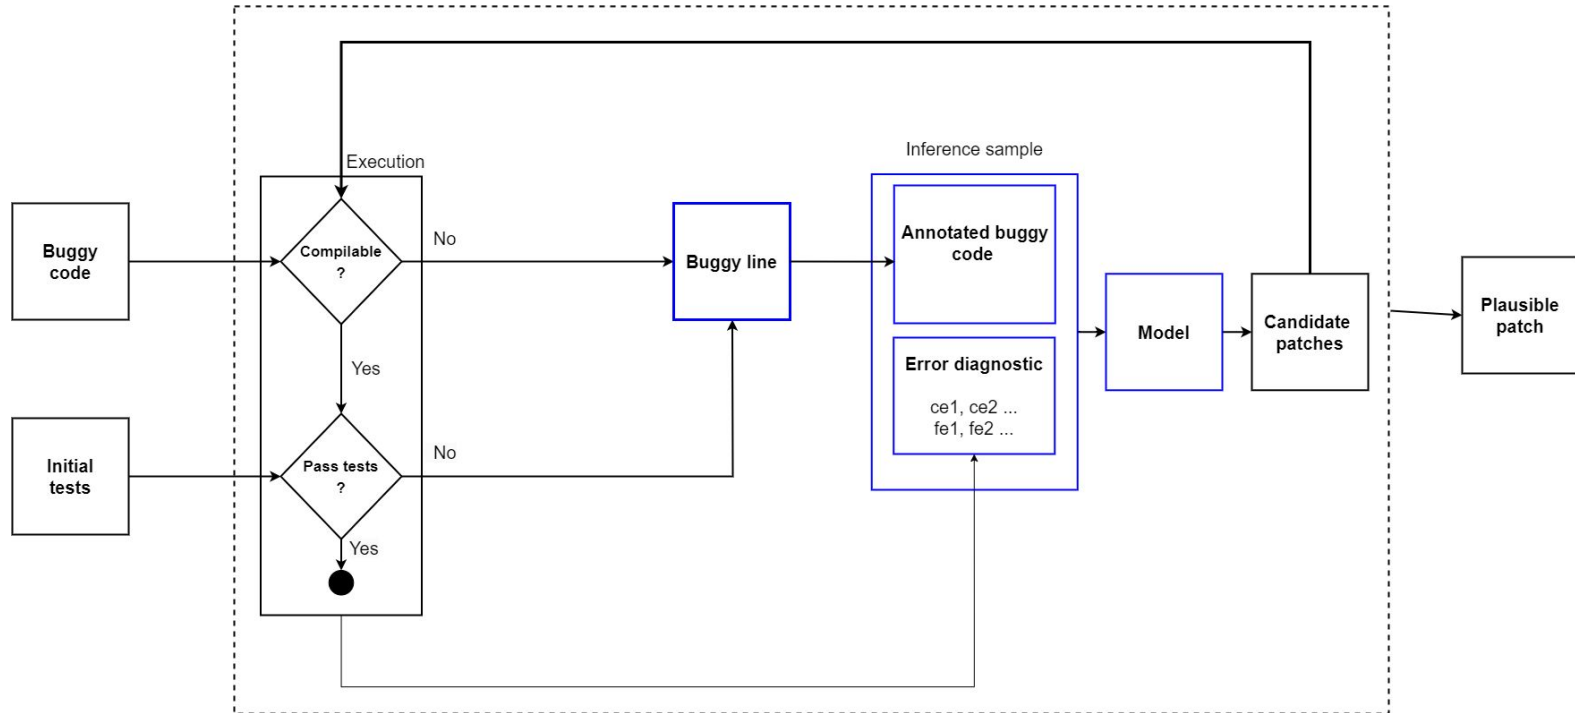 Execution
Inference sample
Buggy
code
Compilable
?
No
Buggy line
Annotated buggy
code
Model
Candidate
patches
Plausible
patch
Yes
Error diagnostic
ce1, ce2 ...
fe1, fe2 ...
Initial
tests
Pass tests
?
No
Yes